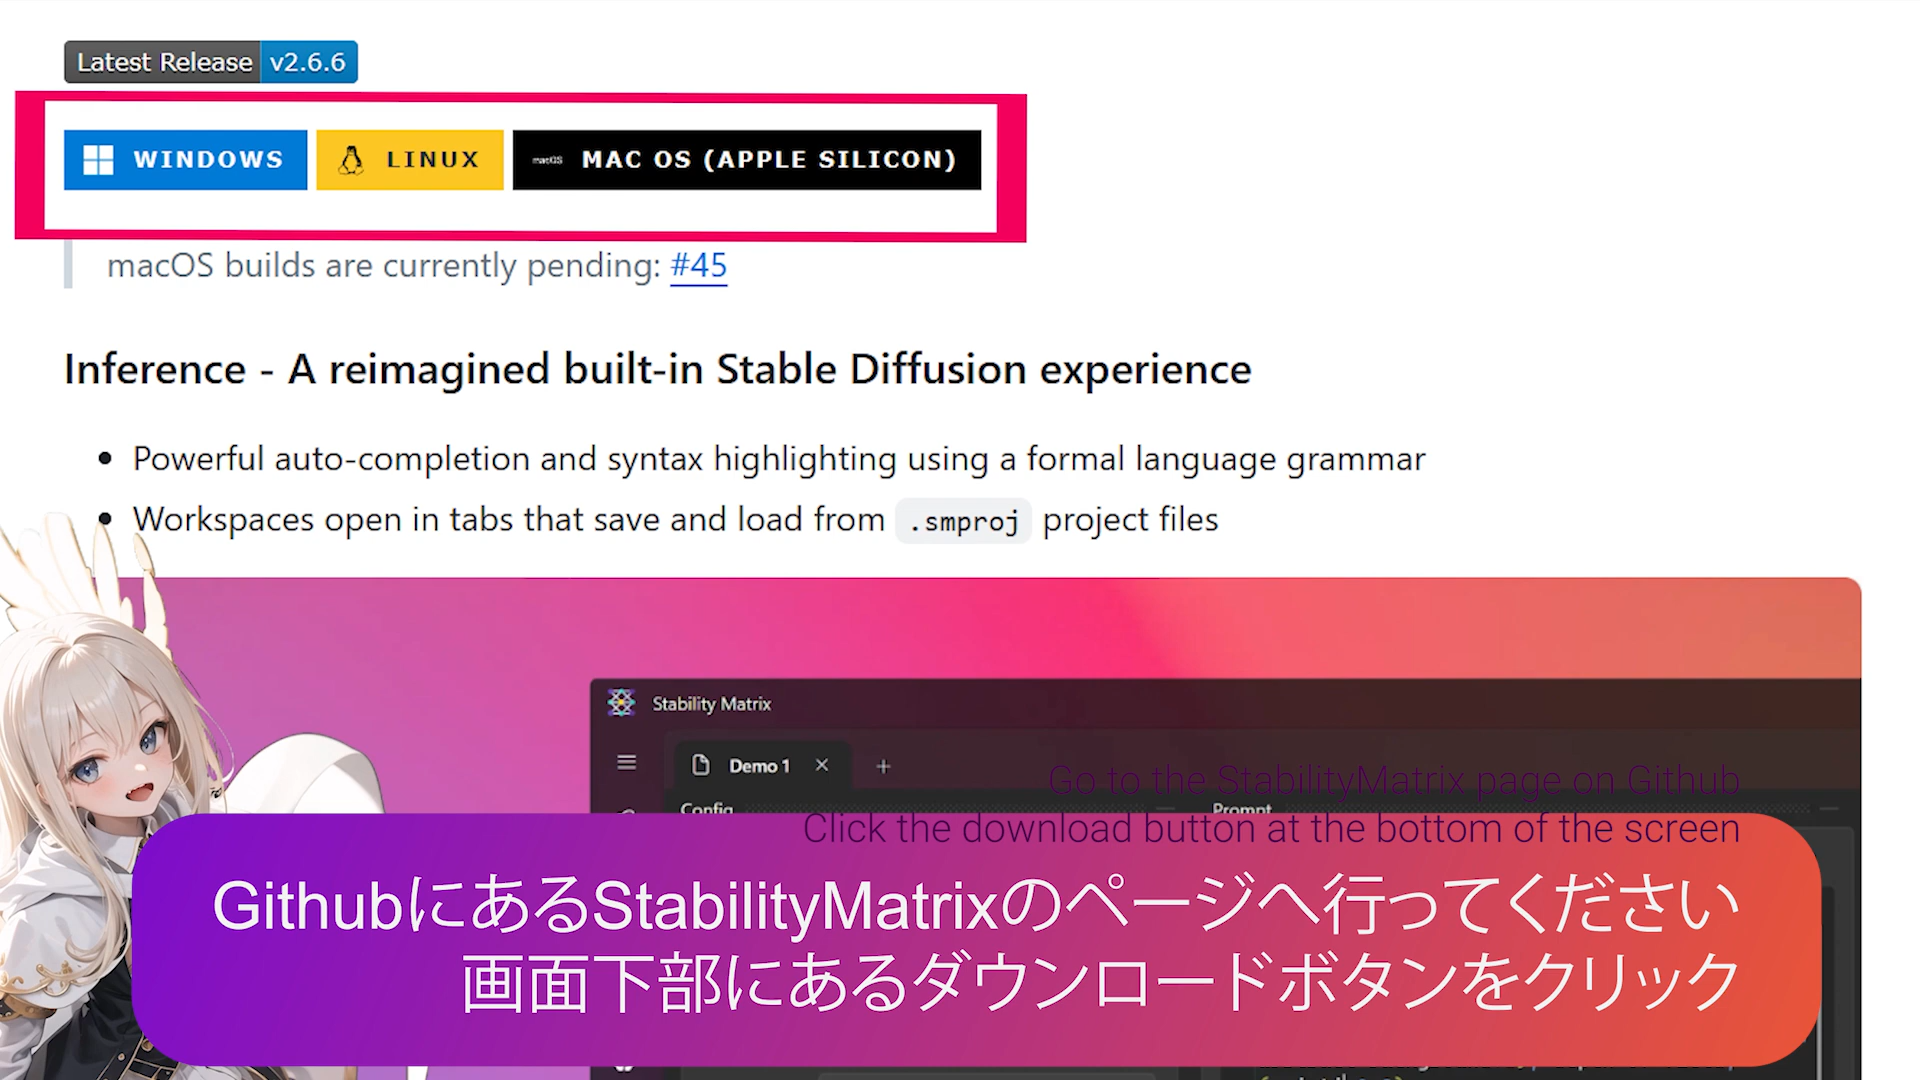 Latest Release v2.6.6
WINDOWS LINUX macOS MAC OS (APPLE SILICON)
macOS builds are currently pending: #45
Inference - A reimagined built-in Stable Diffusion experience
Powerful auto-completion and syntax highlighting using a formal language grammar
Workspaces open in tabs that save and load from .smproj project files
Stability Matrix
Demo 1
Config
Prompt
Go to the StabilityMatrix page on Github
Click the download button at the bottom of the screen
GithubにあるStabilityMatrixのページへ行ってください
画面下部にあるダウンロードボタンをクリック